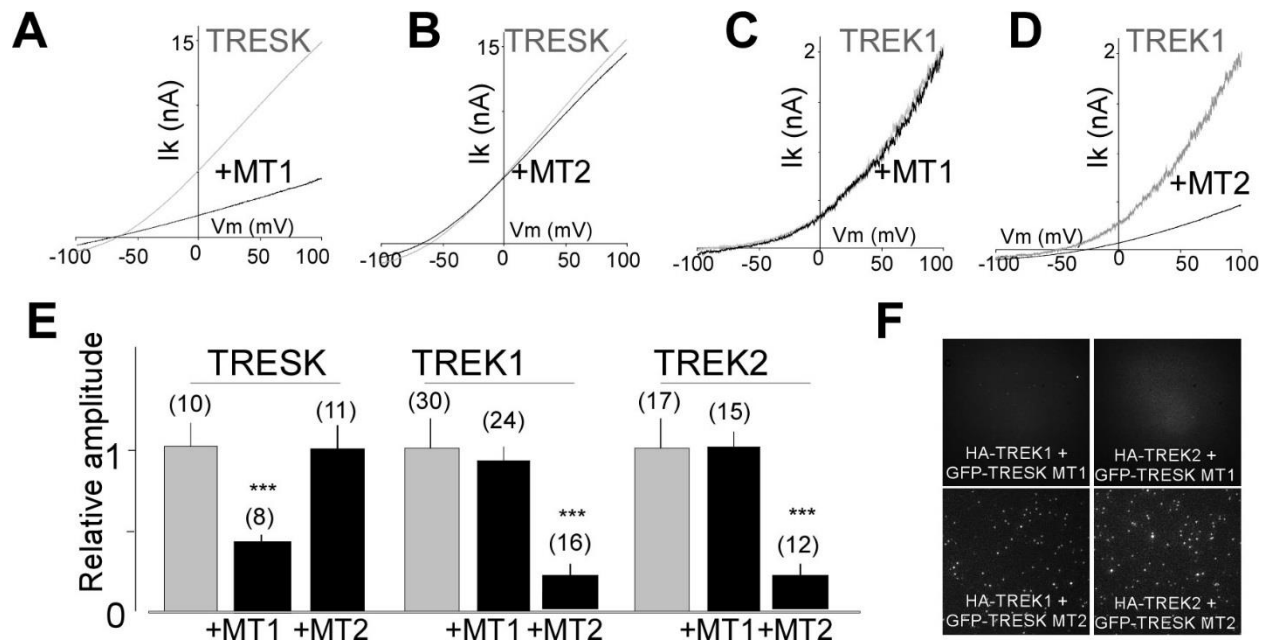 A
15
TRESK
Ik (nA)
+MT1
Vm (mV)
-100
-50
0
50
100
B
15
TRESK
Ik (nA)
+MT2
Vm (mV)
-100
-50
0
50
100
C
2
TREK1
Ik (nA)
+MT1
Vm (mV)
-100
-50
0
50
100
D
2
TREK1
Ik (nA)
+MT2
Vm (mV)
-100
-50
0
50
100
E
Relative amplitude
1
0
TRESK
(10)
***
(8)
(11)
+MT1 +MT2
TREK1
(30)
(24)
***
(16)
+MT1 +MT2
TREK2
(17)
(15)
***
(12)
+MT1 +MT2
F
HA-TREK1 +
GFP-TRESK MT1
HA-TREK2 +
GFP-TRESK MT1
HA-TREK1 +
GFP-TRESK MT2
HA-TREK2 +
GFP-TRESK MT2